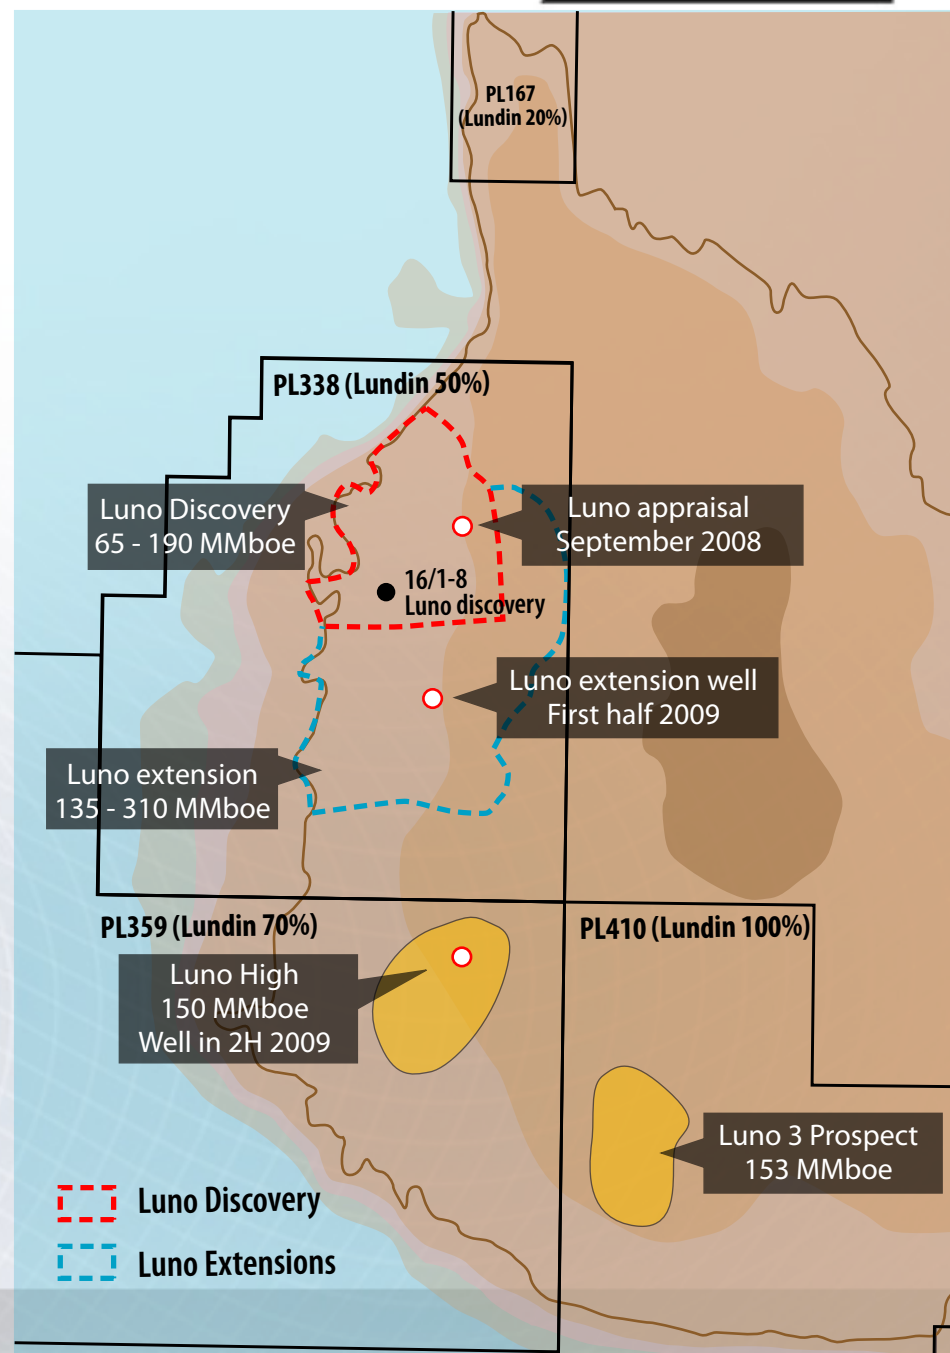 PL167
(Lundin 20%)
PL338 (Lundin 50%)
Luno Discovery
65 - 190 MMboe
Luno appraisal
September 2008
16/1-8
Luno discovery
Luno extension well
First half 2009
Luno extension
135 - 310 MMboe
PL359 (Lundin 70%)
PL410 (Lundin 100%)
Luno High
150 MMboe
Well in 2H 2009
Luno 3 Prospect
153 MMboe
Luno Discovery
Luno Extensions